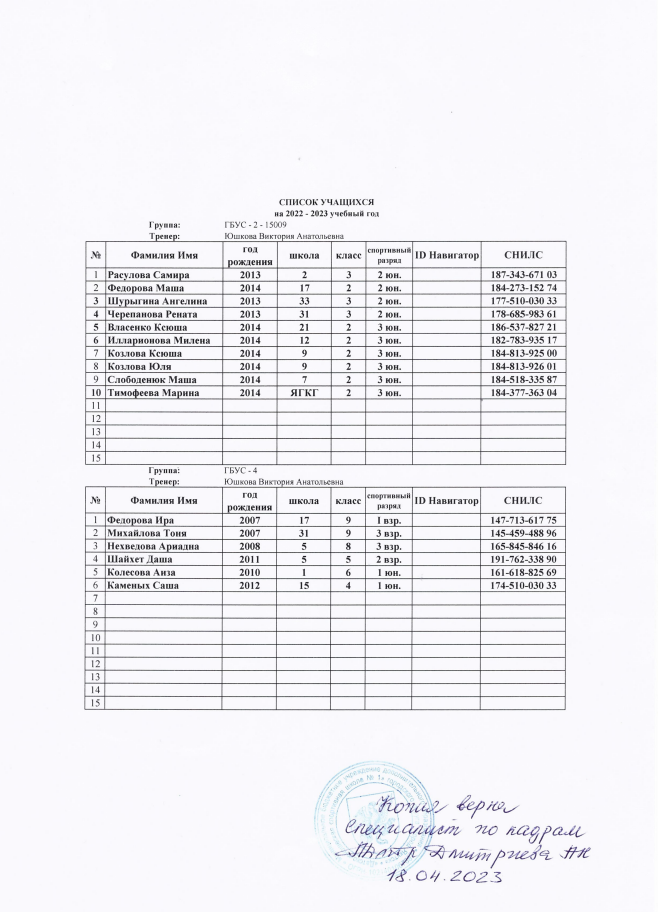 СПИСОК УЧАЩИХСЯ
на 2022 - 2023 учебный год
Группа: ГБУС - 2 - 15009
Тренер: Юшкова Виктория Анатольевна
№ Фамилия Имя год рождения школа класс спортивный разряд ID Навигатор СНИЛС
1 Расулова Самира 2013 2 3 2 юн. 187-343-671 03
2 Федорова Маша 2014 17 2 2 юн. 184-273-152 74
3 Шурыгина Ангелина 2013 33 3 2 юн. 177-510-030 33
4 Черепанова Рената 2013 31 3 2 юн. 178-685-983 61
5 Власенко Ксюша 2014 21 2 3 юн. 186-537-827 21
6 Илларионова Милена 2014 12 2 3 юн. 182-783-935 17
7 Козлова Ксюша 2014 9 2 3 юн. 184-813-925 00
8 Козлова Юля 2014 9 2 3 юн. 184-813-926 01
9 Слободенюк Маша 2014 7 2 3 юн. 184-518-335 87
10 Тимофеева Марина 2014 ЯГКГ 2 3 юн. 184-377-363 04
11
12
13
14
15
Группа: ГБУС - 4
Тренер: Юшкова Виктория Анатольевна
№ Фамилия Имя год рождения школа класс спортивный разряд ID Навигатор СНИЛС
1 Федорова Ира 2007 17 9 1 взр. 147-713-617 75
2 Михайлова Тоня 2007 31 9 3 взр. 145-459-488 96
3 Нехведова Ариадна 2008 5 8 3 взр. 165-845-846 16
4 Шайхет Даша 2011 5 5 2 взр. 191-762-338 90
5 Колесова Аиза 2010 1 6 1 юн. 161-618-825 69
6 Каменых Саша 2012 15 4 1 юн. 174-510-030 33
7
8
9
10
11
12
13
14
15
Копия верна
Специалист по кадрам
Дмитриева АН
18.04.2023